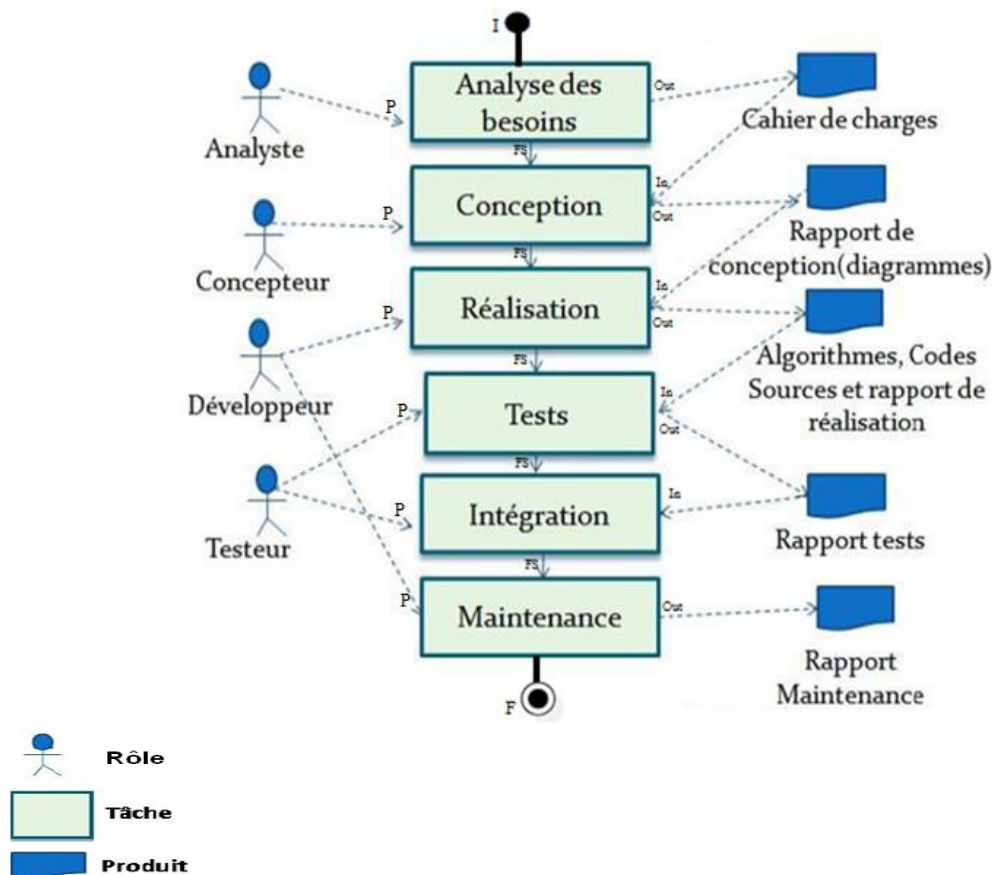 I
Analyse des
besoins
Out
P
Analyste
Cahier de charges
FS
In
P
Conception
Out
Concepteur
Rapport de
conception(diagrammes)
FS
In
P
Réalisation
Out
Développeur
Algorithmes, Codes
Sources et rapport de
réalisation
FS
In
P
Tests
Out
FS
In
P
Intégration
Testeur
Rapport tests
FS
P
Maintenance
Out
Rapport
Maintenance
F
Rôle
Tâche
Produit